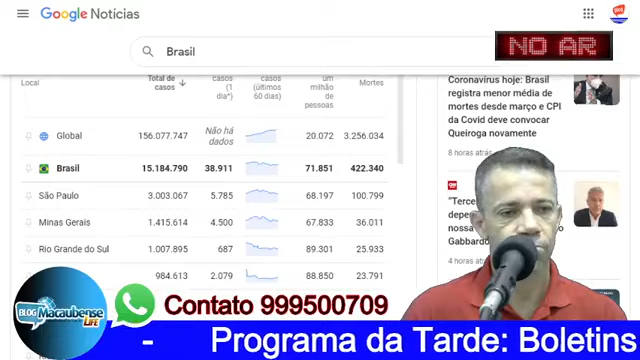 Google Notícias
Brasil
NO AR
Local
Total de casos
casos (1 dia*)
casos (últimos 60 dias)
um milhão de pessoas
Mortes
Global 156.077.747 Não há dados 20.072 3.256.034
Brasil 15.184.790 38.911 71.851 422.340
São Paulo 3.003.067 5.785 68.197 100.799
Minas Gerais 1.415.614 4.500 67.833 36.011
Rio Grande do Sul 1.007.895 687 89.301 25.933
984.613 2.079 88.850 23.791
Coronavírus hoje: Brasil
registra menor média de
mortes desde março e CPI
da Covid deve convocar
Queiroga novamente
8 horas atrás
"Terce
depe
nossa
Gabbardo
4 horas atrás
BLOG
Macaubense
LIFE
Contato 999500709
- Programa da Tarde: Boletins